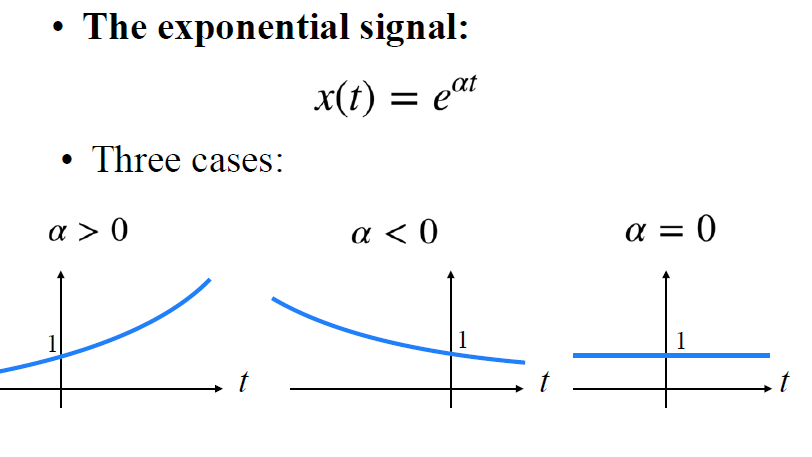 • The exponential signal:
x(t) = e^{αt}
• Three cases:
α > 0
α < 0
α = 0
1
t
1
t
1
t